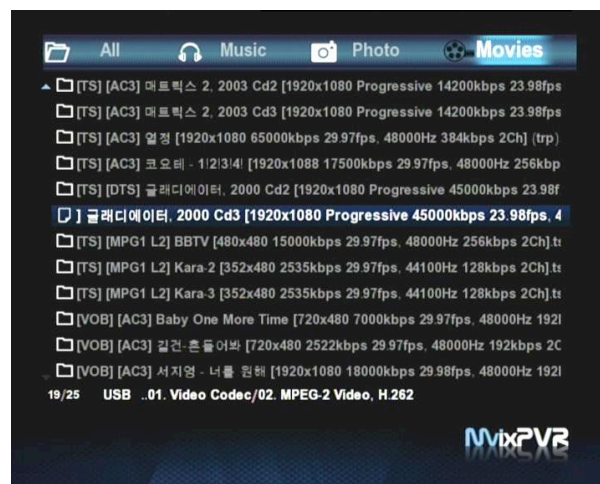 All Music Photo Movies
[TS] [AC3] 매트릭스 2, 2003 Cd2 [1920x1080 Progressive 14200kbps 23.98fps
[TS] [AC3] 매트릭스 2, 2003 Cd3 [1920x1080 Progressive 14200kbps 23.98fps
[TS] [AC3] 열정 [1920x1080 65000kbps 29.97fps, 48000Hz 384kbp 2Ch] (trp)
[TS] [AC3] 코요테 - 1!2!3!4! [1920x1088 17500kbps 29.97fps, 48000Hz 256kbp
[TS] [DTS] 글래디에이터, 2000 Cd2 [1920x1080 Progressive 45000kbps 23.98f
] 글래디에이터, 2000 Cd3 [1920x1080 Progressive 45000kbps 23.98fps, 4
[TS] [MPG1 L2] BBTV [480x480 15000kbps 29.97fps, 48000Hz 256kbps 2Ch].ts
[TS] [MPG1 L2] Kara-2 [352x480 2535kbps 29.97fps, 44100Hz 128kbps 2Ch].ts
[TS] [MPG1 L2] Kara-3 [352x480 2535kbps 29.97fps, 44100Hz 128kbps 2Ch].ts
[VOB] [AC3] Baby One More Time [720x480 7000kbps 29.97fps, 48000Hz 192l
[VOB] [AC3] 길건-흔들어봐 [720x480 2522kbps 29.97fps, 48000Hz 192kbps 2C
[VOB] [AC3] 서지영 - 너를 원해 [1920x1080 18000kbps 29.98fps, 48000Hz 192l
19/25 USB ..01. Video Codec/02. MPEG-2 Video, H.262
MvixPVR